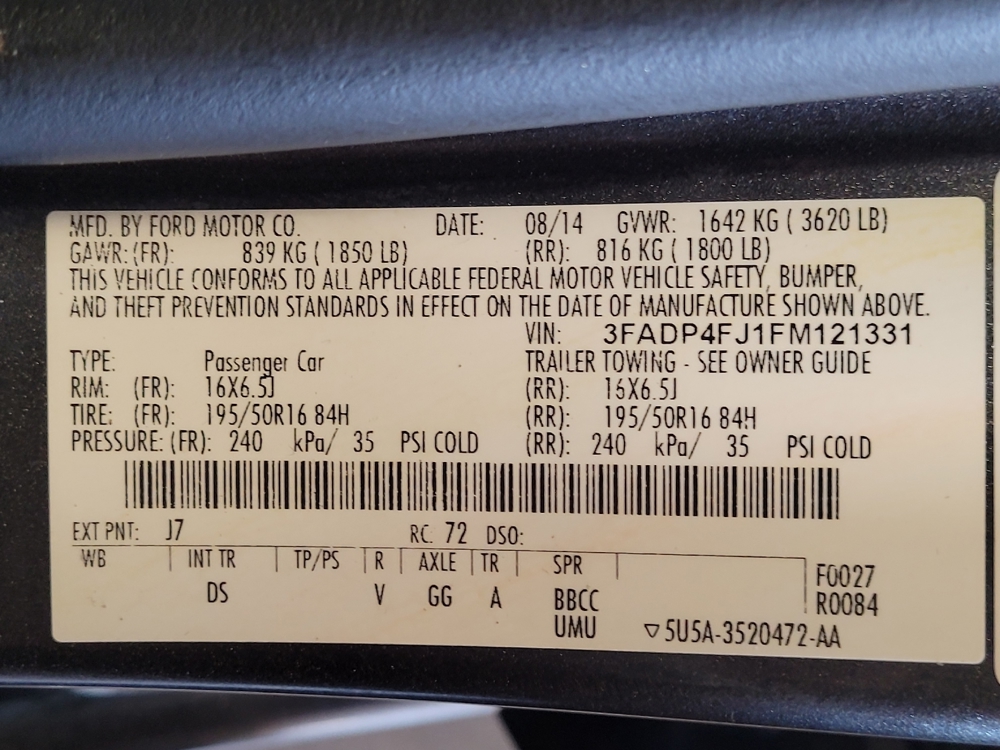 MFD. BY FORD MOTOR CO. DATE: 08/14 GVWR: 1642 KG ( 3620 LB)
GAWR: (FR): 839 KG ( 1850 LB) (RR): 816 KG ( 1800 LB)
THIS VEHICLE CONFORMS TO ALL APPLICABLE FEDERAL MOTOR VEHICLE SAFETY, BUMPER,
AND THEFT PREVENTION STANDARDS IN EFFECT ON THE DATE OF MANUFACTURE SHOWN ABOVE.
VIN: 3FADP4FJ1FM121331
TYPE: Passenger Car TRAILER TOWING - SEE OWNER GUIDE
RIM: (FR): 16X6.5J (RR): 16X6.5J
TIRE: (FR): 195/50R16 84H (RR): 195/50R16 84H
PRESSURE: (FR): 240 kPa/ 35 PSI COLD (RR): 240 kPa/ 35 PSI COLD
EXT PNT: J7 RC: 72 DSO:
WB INT TR TP/PS R AXLE TR SPR F0027
DS V GG A BBCC R0084
UMU ▽ 5U5A-3520472-AA